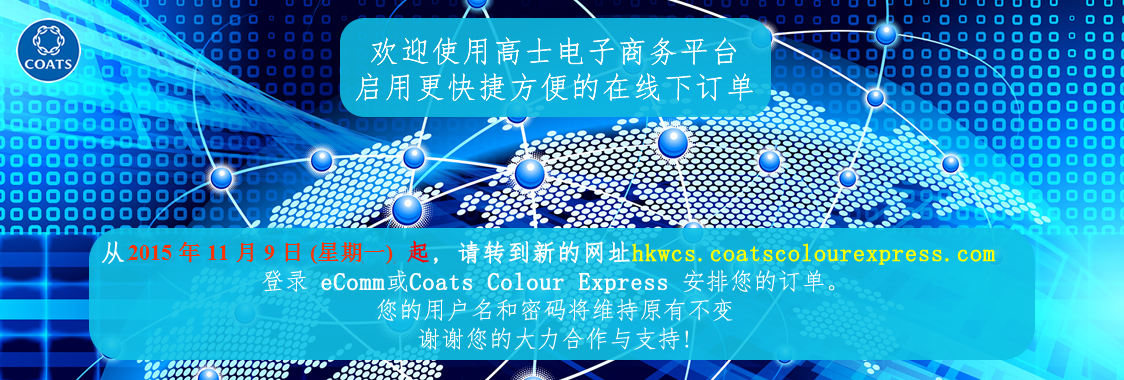 COATS
欢迎使用高士电子商务平台
启用更快捷方便的在线下订单
从2015年11月9日(星期一) 起，请转到新的网址hkwcs.coatscolourexpress.com
登录 eComm或Coats Colour Express 安排您的订单。
您的用户名和密码将维持原有不变
谢谢您的大力合作与支持!
COATS